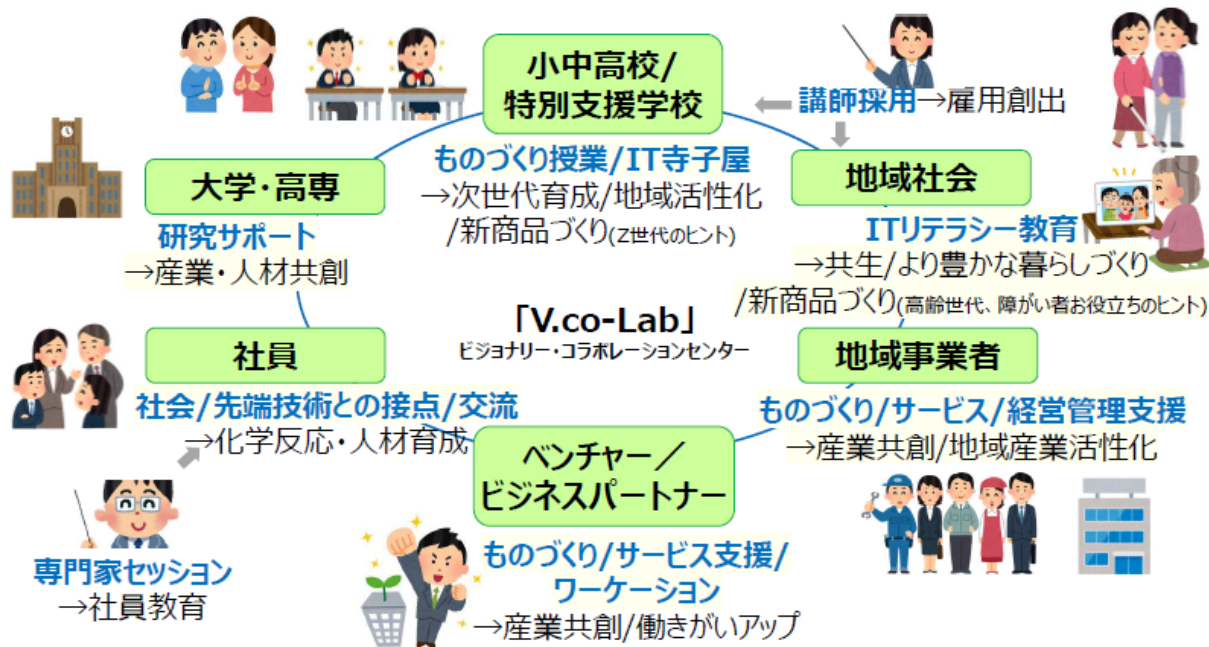 小中高校/
特別支援学校
講師採用→雇用創出
ものづくり授業/IT寺子屋
→次世代育成/地域活性化
/新商品づくり(Z世代のヒント)
大学・高専
研究サポート
→産業・人材共創
地域社会
ITリテラシー教育
→共生/より豊かな暮らしづくり
/新商品づくり(高齢世代、障がい者お役立ちのヒント)
「V.co-Lab」
ビジョナリー・コラボレーションセンター
社員
社会/先端技術との接点/交流
→化学反応・人材育成
地域事業者
ものづくり/サービス/経営管理支援
→産業共創/地域産業活性化
ベンチャー/
ビジネスパートナー
ものづくり/サービス支援/
ワーケーション
→産業共創/働きがいアップ
専門家セッション
→社員教育